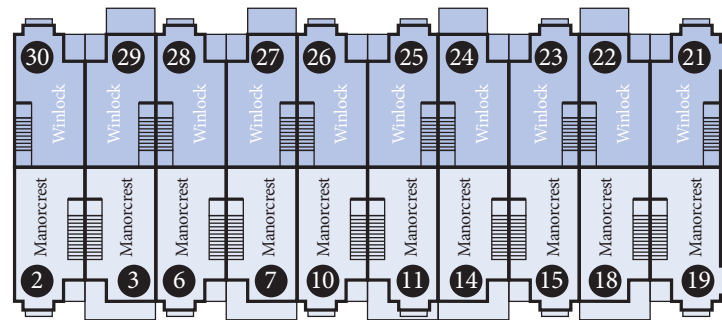 30 29 28 27 26 25 24 23 22 21
Winlock Winlock Winlock Winlock Winlock Winlock Winlock Winlock Winlock Winlock
Manorcrest Manorcrest Manorcrest Manorcrest Manorcrest Manorcrest Manorcrest Manorcrest Manorcrest Manorcrest
2 3 6 7 10 11 14 15 18 19